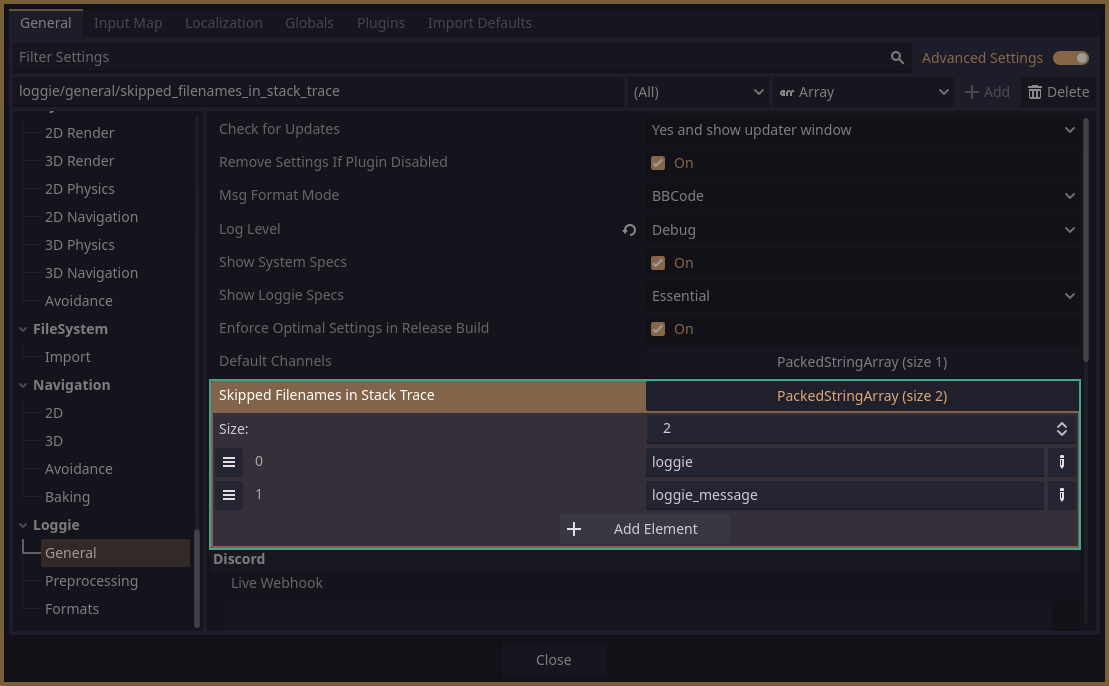 General Input Map Localization Globals Plugins Import Defaults
Filter Settings Advanced Settings
loggie/general/skipped_filenames_in_stack_trace (All) Array Add Delete
2D Render
3D Render
2D Physics
2D Navigation
3D Physics
3D Navigation
Avoidance
FileSystem
Import
Navigation
2D
3D
Avoidance
Baking
Loggie
General
Preprocessing
Formats
Check for Updates Yes and show updater window
Remove Settings If Plugin Disabled On
Msg Format Mode BBCode
Log Level Debug
Show System Specs On
Show Loggie Specs Essential
Enforce Optimal Settings in Release Build On
Default Channels PackedStringArray (size 1)
Skipped Filenames in Stack Trace PackedStringArray (size 2)
Size: 2
0 loggie
1 loggie_message
Add Element
Discord
Live Webhook
Close